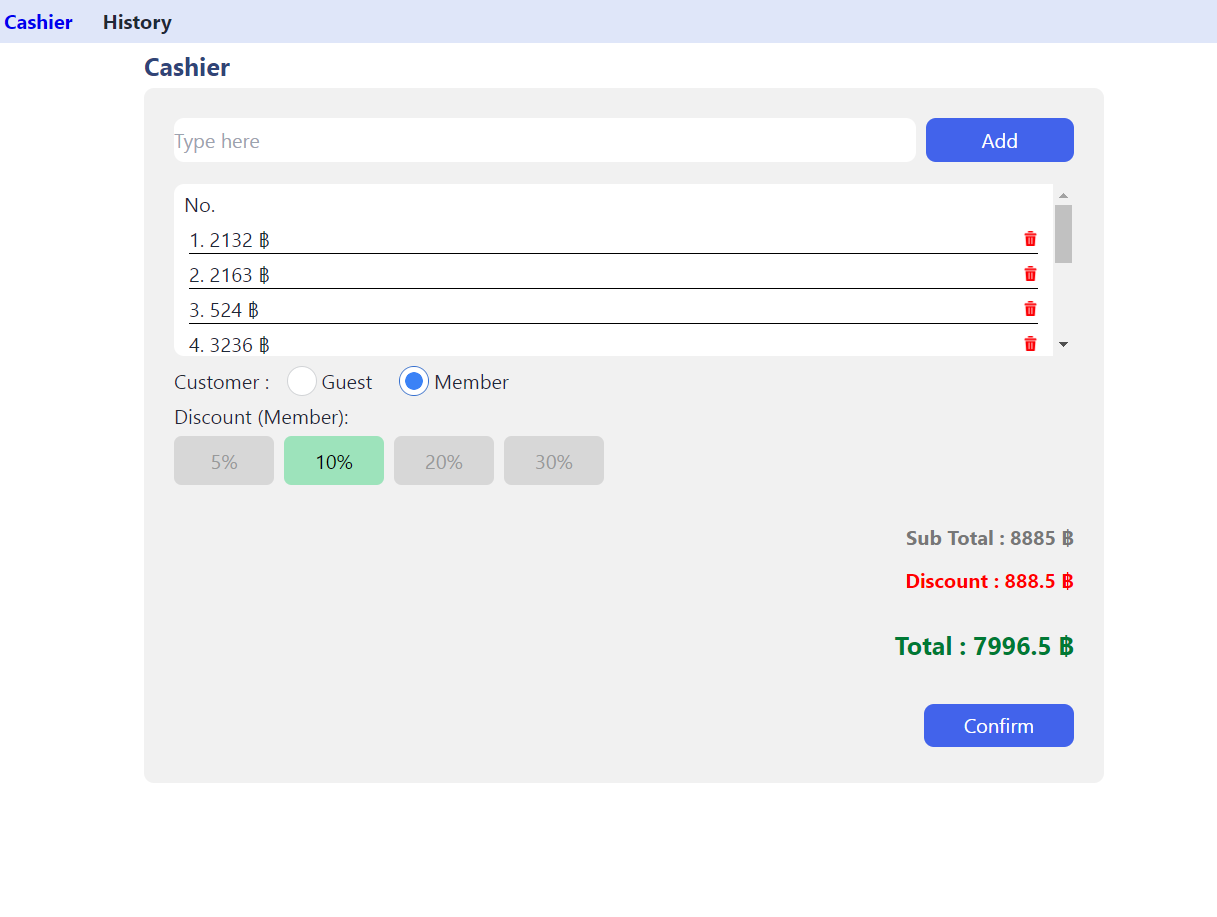 Cashier History
Cashier
Type here Add
No.
1. 2132 ฿
2. 2163 ฿
3. 524 ฿
4. 3236 ฿
Customer : Guest Member
Discount (Member):
5% 10% 20% 30%
Sub Total : 8885 ฿
Discount : 888.5 ฿
Total : 7996.5 ฿
Confirm